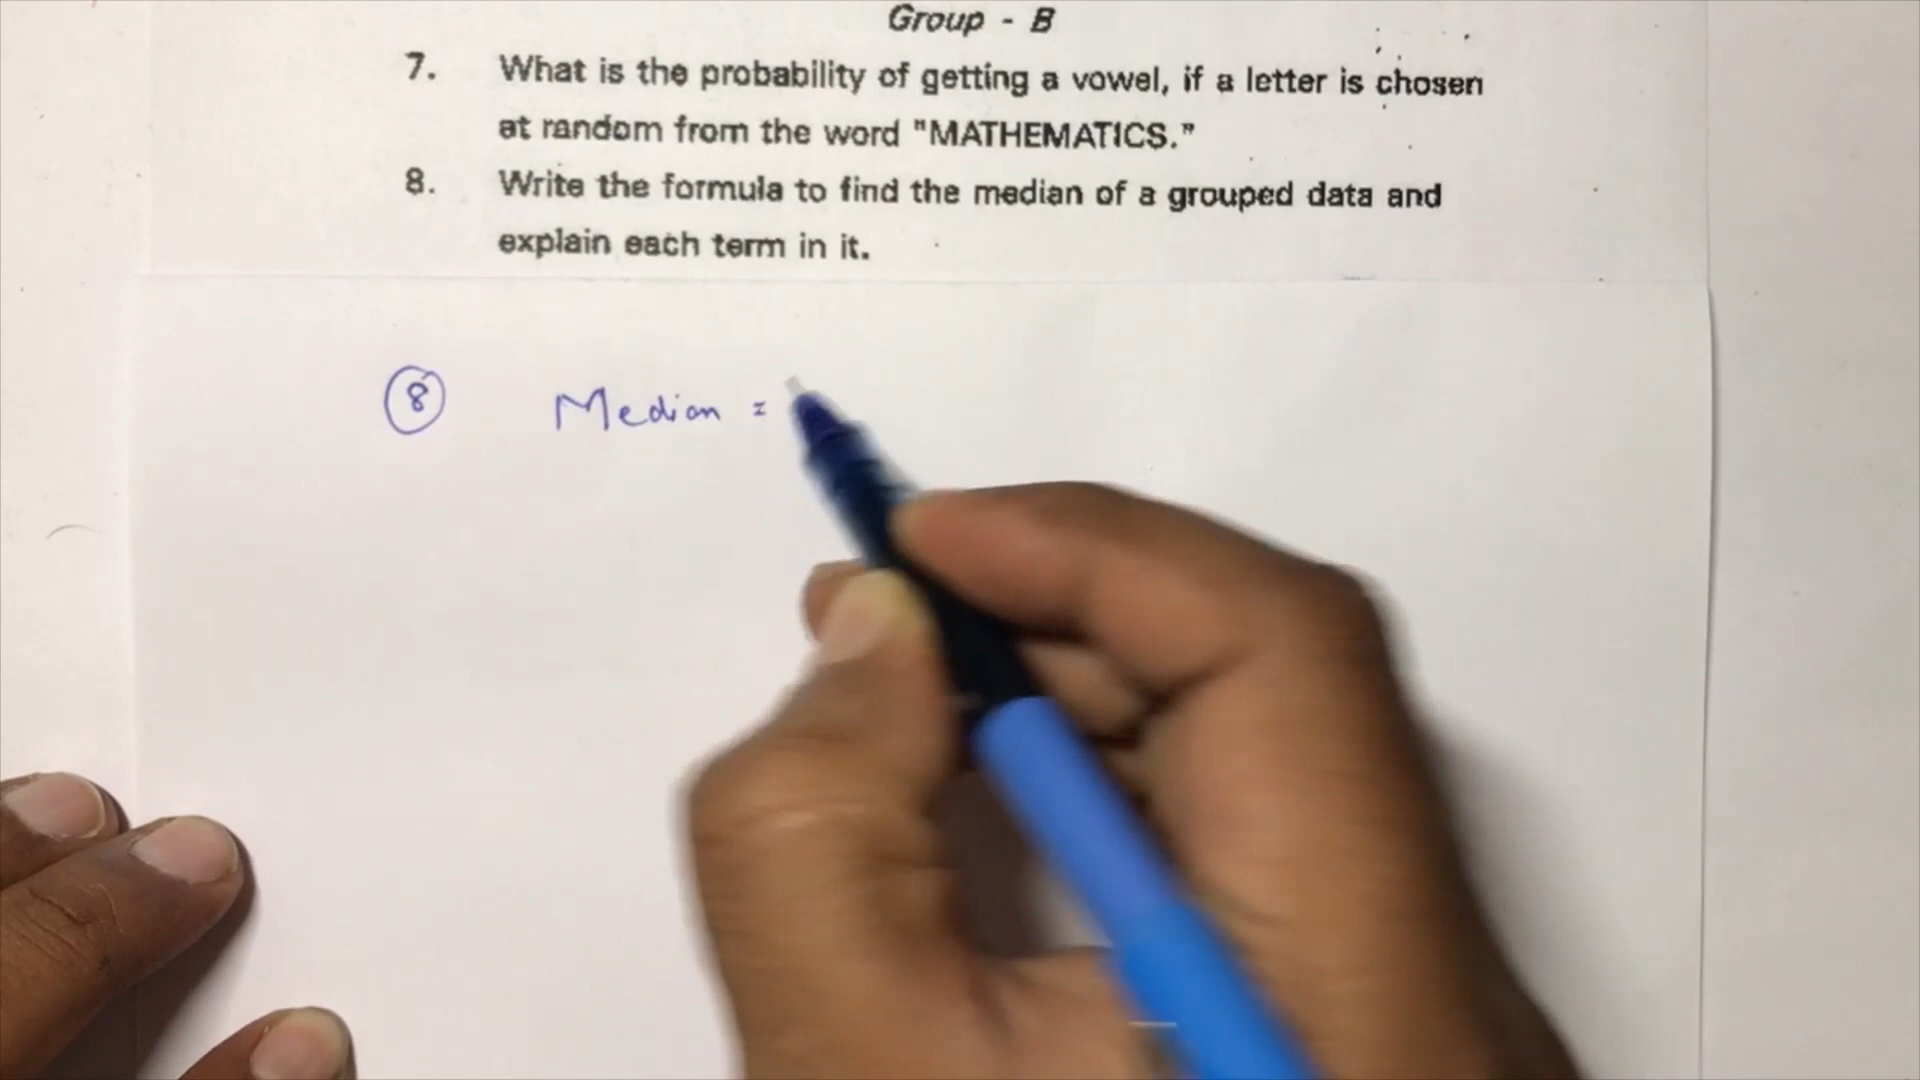 Group - B
7. What is the probability of getting a vowel, if a letter is chosen
at random from the word "MATHEMATICS."
8. Write the formula to find the median of a grouped data and
explain each term in it.
8 Median =